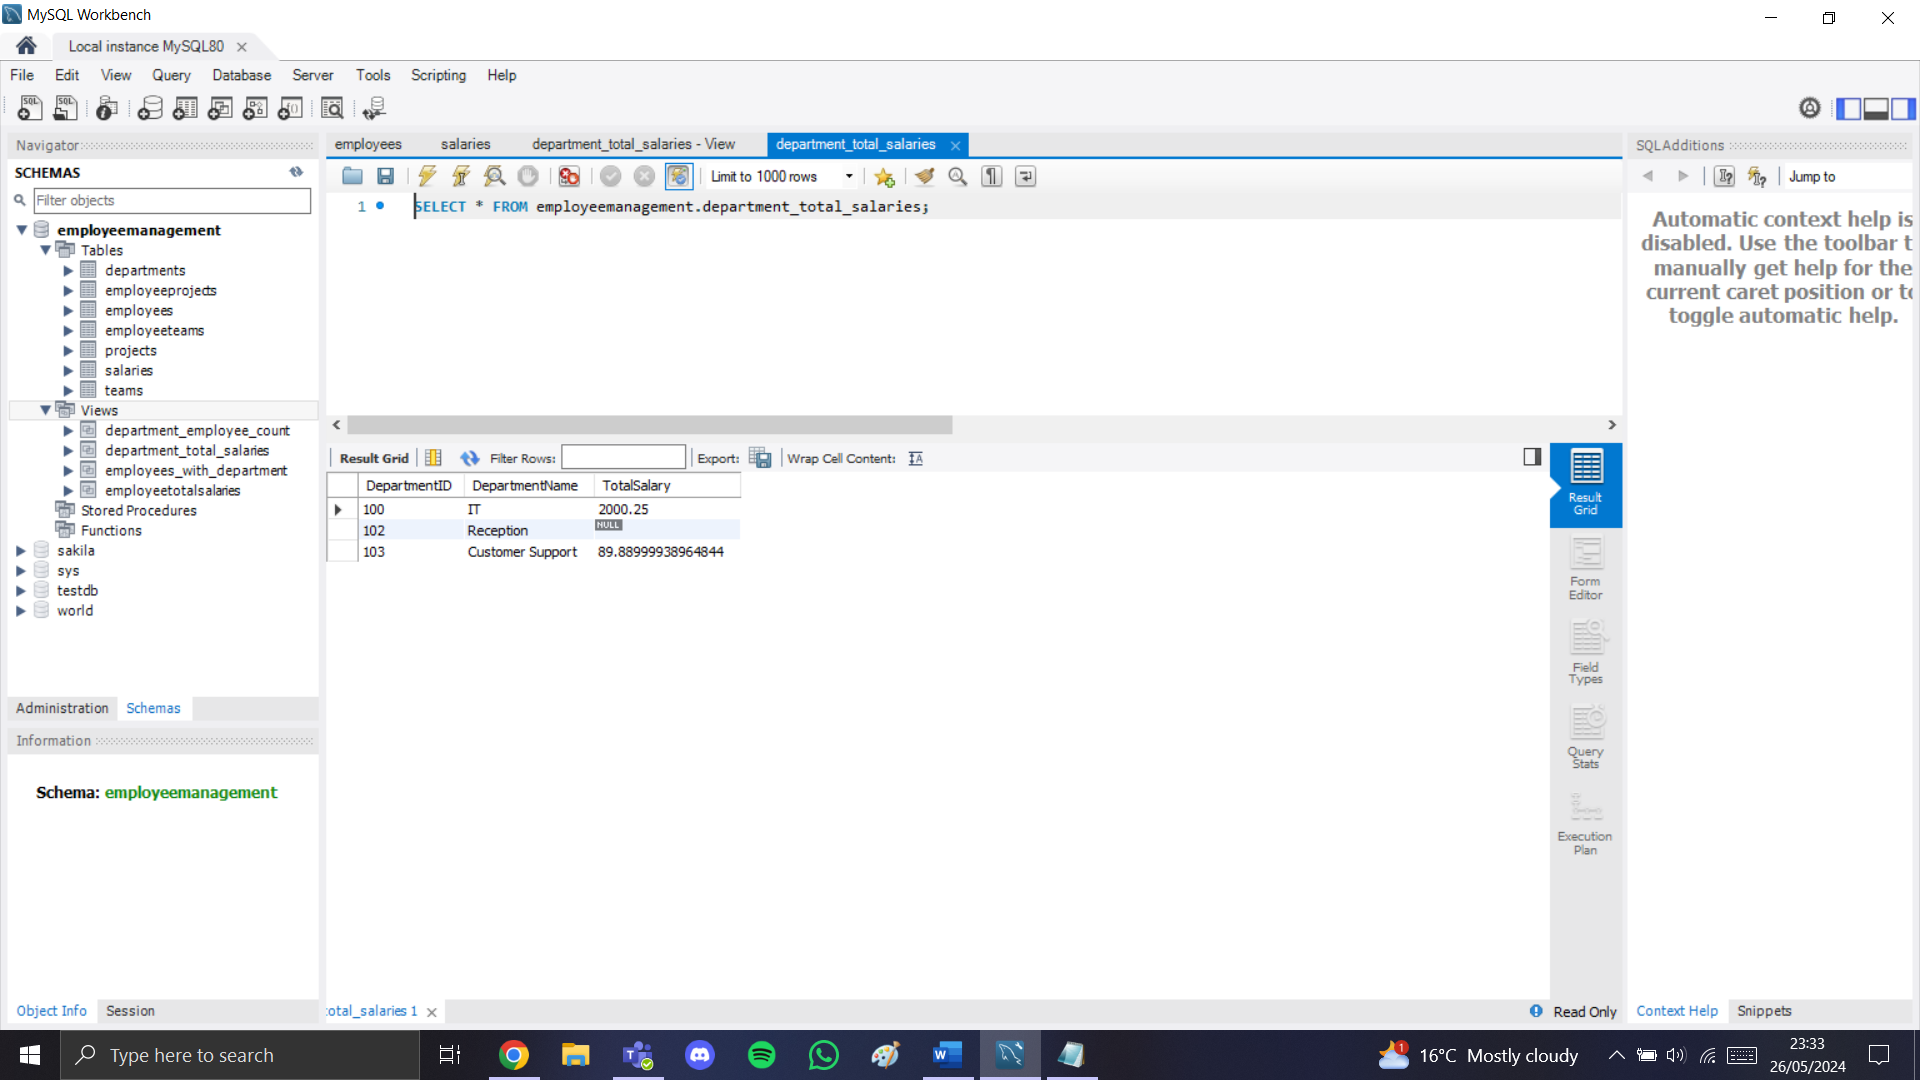 MySQL Workbench
Local instance MySQL80
File Edit View Query Database Server Tools Scripting Help
Navigator
SCHEMAS
Filter objects
employeemanagement
Tables
departments
employeeprojects
employees
employeeteams
projects
salaries
teams
Views
department_employee_count
department_total_salaries
employees_with_department
employeetotalsalaries
Stored Procedures
Functions
sakila
sys
testdb
world
Administration Schemas
Information
Schema: employeemanagement
Object Info Session
employees salaries department_total_salaries - View department_total_salaries
Limit to 1000 rows
1 SELECT * FROM employeemanagement.department_total_salaries;
Result Grid Filter Rows: Export: Wrap Cell Content:
DepartmentID DepartmentName TotalSalary
100 IT 2000.25
102 Reception NULL
103 Customer Support 89.88999938964844
Result
Grid
Form
Editor
Field
Types
Query
Stats
Execution
Plan
otal_salaries 1
Read Only
SQLAdditions
Jump to
Automatic context help is
disabled. Use the toolbar t
manually get help for the
current caret position or to
toggle automatic help.
Context Help Snippets
Type here to search
16°C Mostly cloudy
23:33
26/05/2024